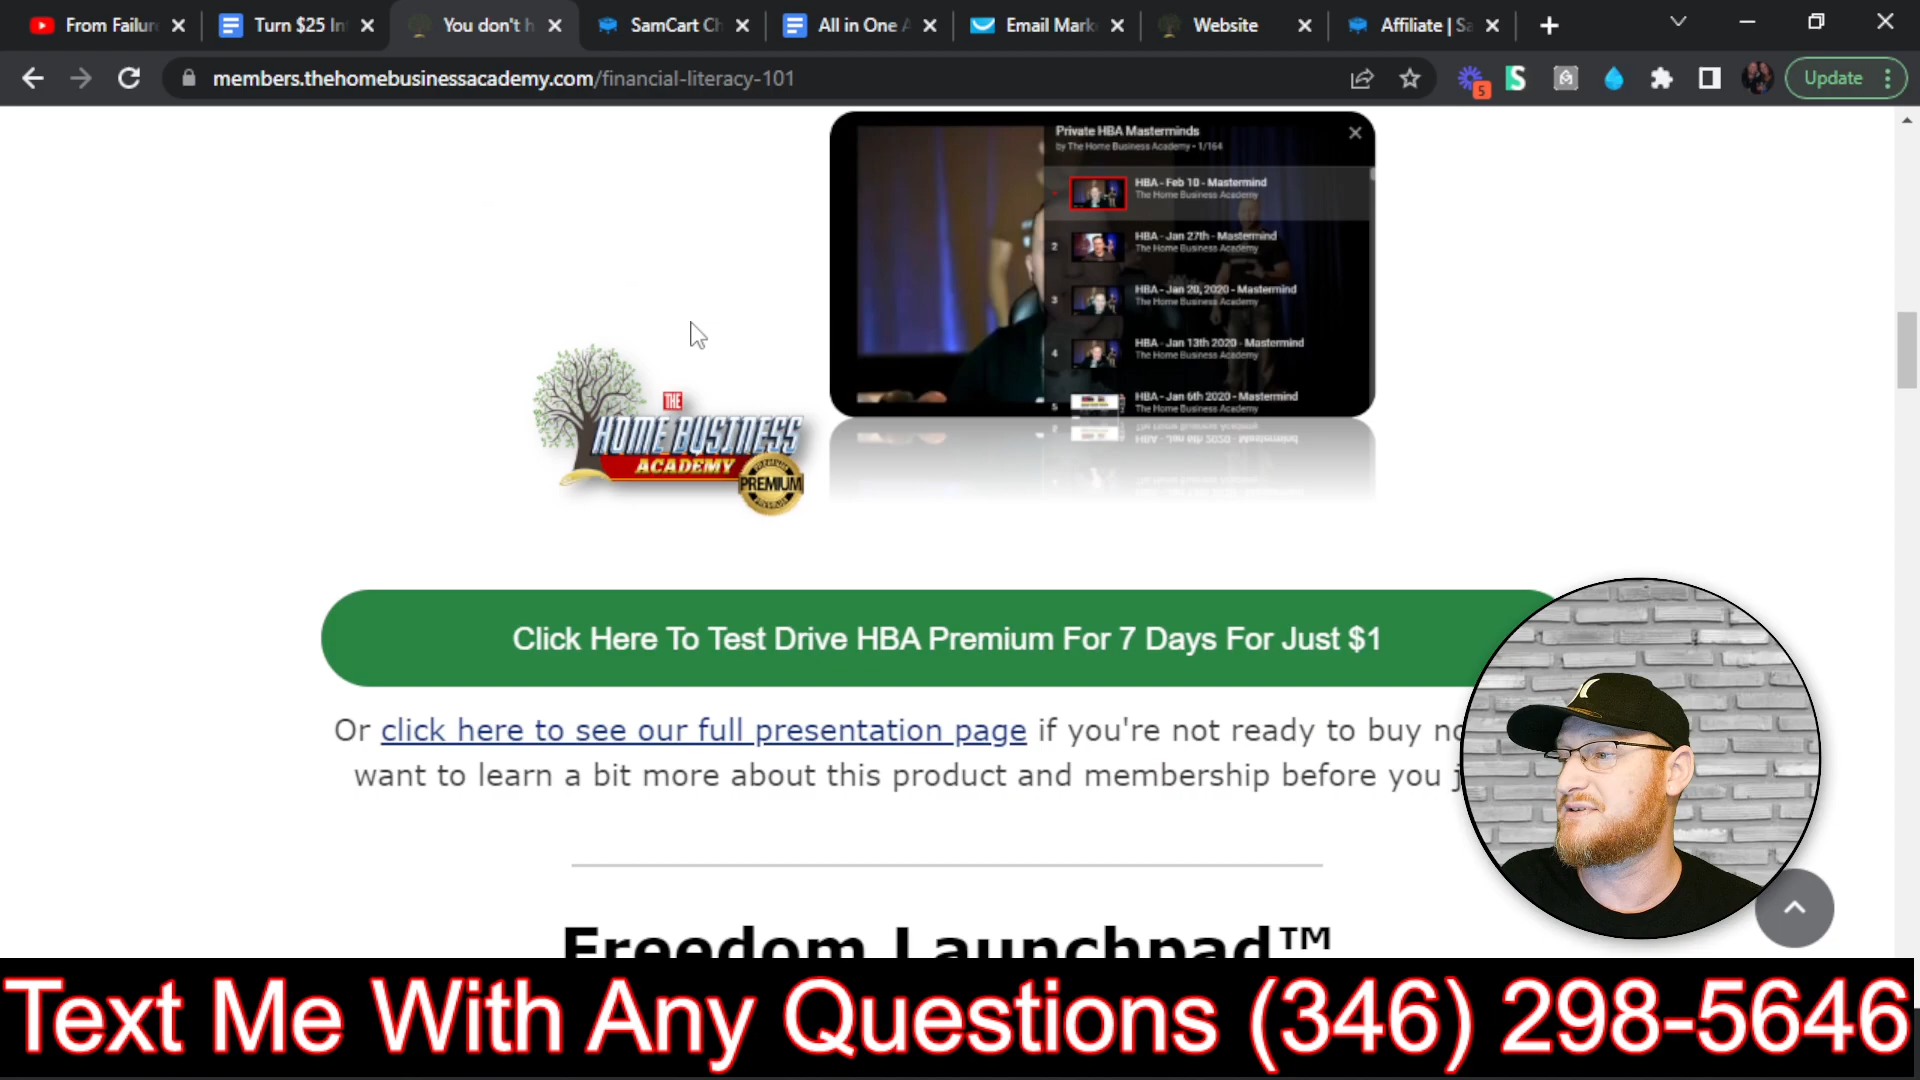 From Failur
Turn $25 In
You don't h
SamCart Ch
All in One A
Email Mark
Website
Affiliate | Sa
members.thehomebusinessacademy.com/financial-literacy-101
5
Update
Private HBA Masterminds
by The Home Business Academy • 1/164
HBA - Feb 10 - Mastermind
The Home Business Academy
2
HBA - Jan 27th - Mastermind
The Home Business Academy
3
HBA - Jan 20, 2020 - Mastermind
The Home Business Academy
4
HBA - Jan 13th 2020 - Mastermind
The Home Business Academy
5
HBA - Jan 6th 2020 - Mastermind
The Home Business Academy
THE
HOME BUSINESS
ACADEMY
PREMIUM
Click Here To Test Drive HBA Premium For 7 Days For Just $1
Or click here to see our full presentation page if you're not ready to buy no
want to learn a bit more about this product and membership before you j
Freedom Launchpad™
Text Me With Any Questions (346) 298-5646